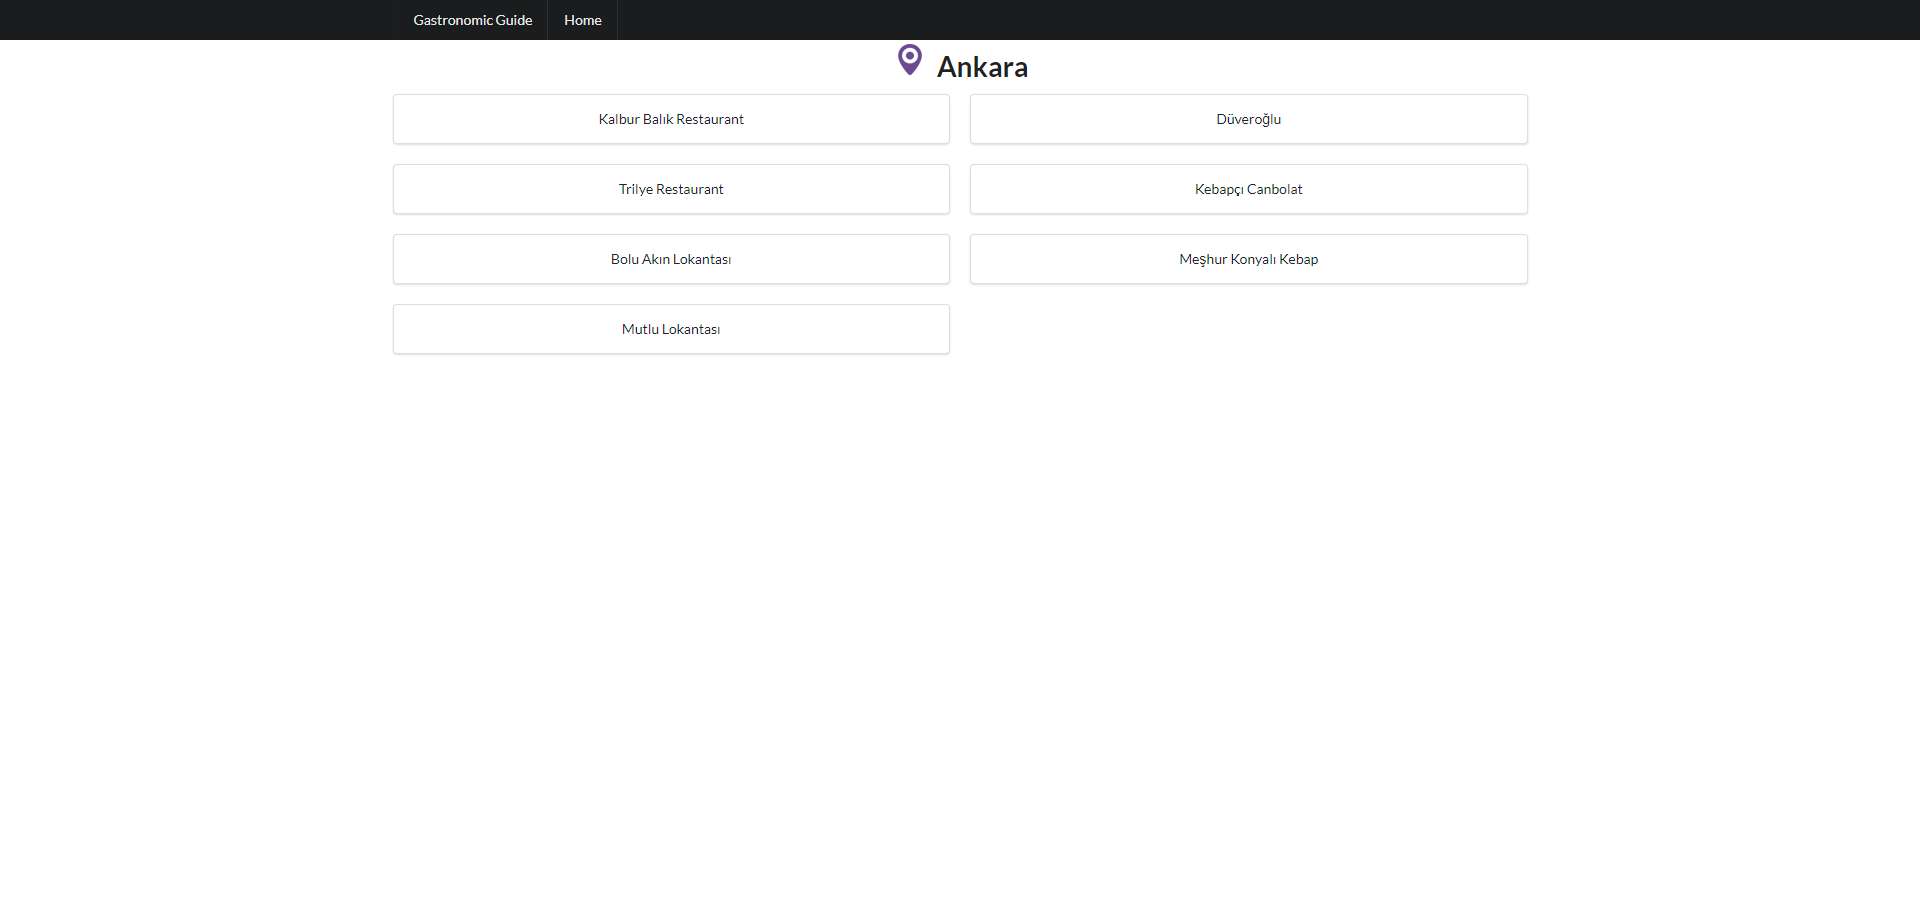 Gastronomic Guide
Home
Ankara
Kalbur Balık Restaurant
Düveroğlu
Trilye Restaurant
Kebapçı Canbolat
Bolu Akın Lokantası
Meşhur Konyalı Kebap
Mutlu Lokantası